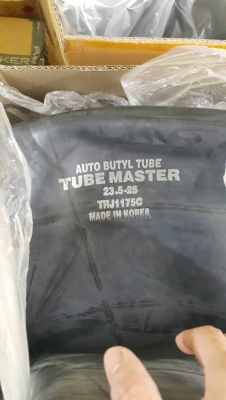 AUTO BUTYL TUBE
TUBE MASTER
23.5-25
TRJ1175C
MADE IN KOREA